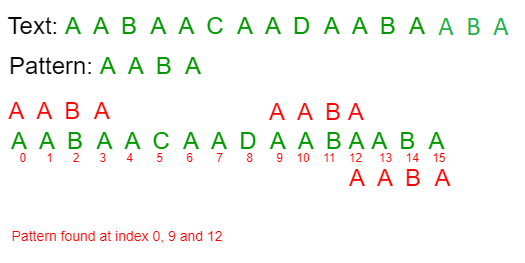 Text: A A B A A C A A D A A B A A B A
Pattern: A A B A
A A B A A A B A
A A B A A C A A D A A B A A B A
0 1 2 3 4 5 6 7 8 9 10 11 12 13 14 15
A A B A
Pattern found at index 0, 9 and 12